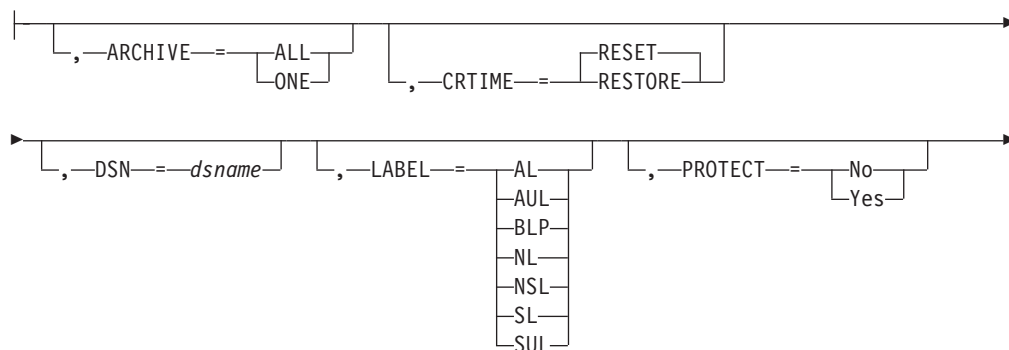 , ARCHIVE = ALL
ONE
, CRTIME = RESET
RESTORE
, DSN = dsname
, LABEL = AL
AUL
BLP
NL
NSL
SL
SUL
, PROTECT = No
Yes